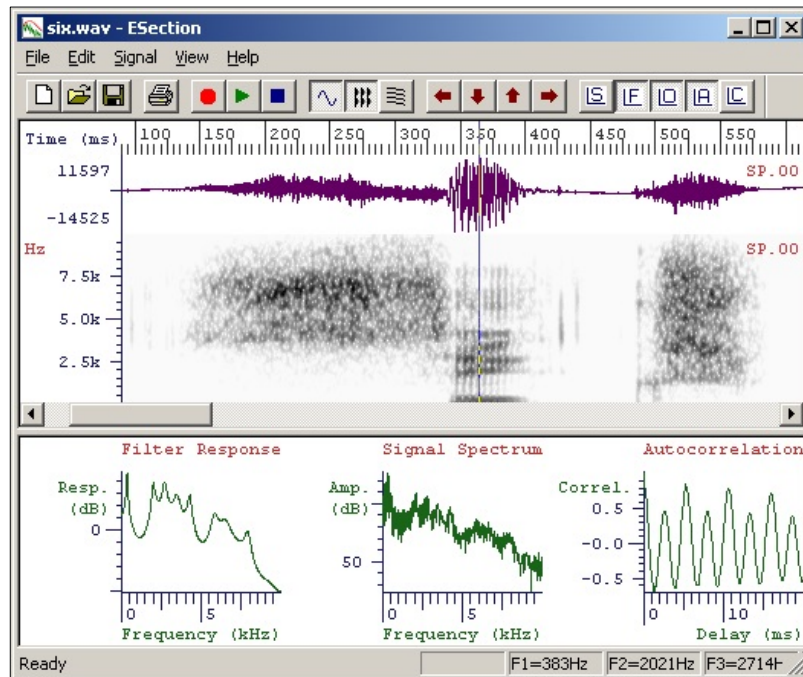 six.wav - ESection
File Edit Signal View Help
S F O A C
Time (ms) 100 150 200 250 300 350 400 450 500 550
11597 SP.00
-14525
Hz SP.00
7.5k
5.0k
2.5k
Filter Response Signal Spectrum Autocorrelation
Resp. (dB) 0
Amp. (dB) 50
Correl. 0.5 -0.0 -0.5
0 5 0 5 0 10
Frequency (kHz) Frequency (kHz) Delay (ms)
Ready F1=383Hz F2=2021Hz F3=2714H